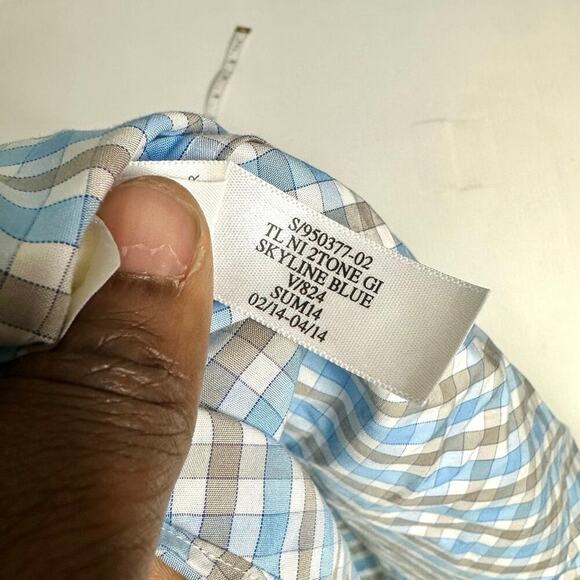 S/950377-02
TL NI 2TONE GI
SKYLINE BLUE
V/824
SUM14
02/14-04/14